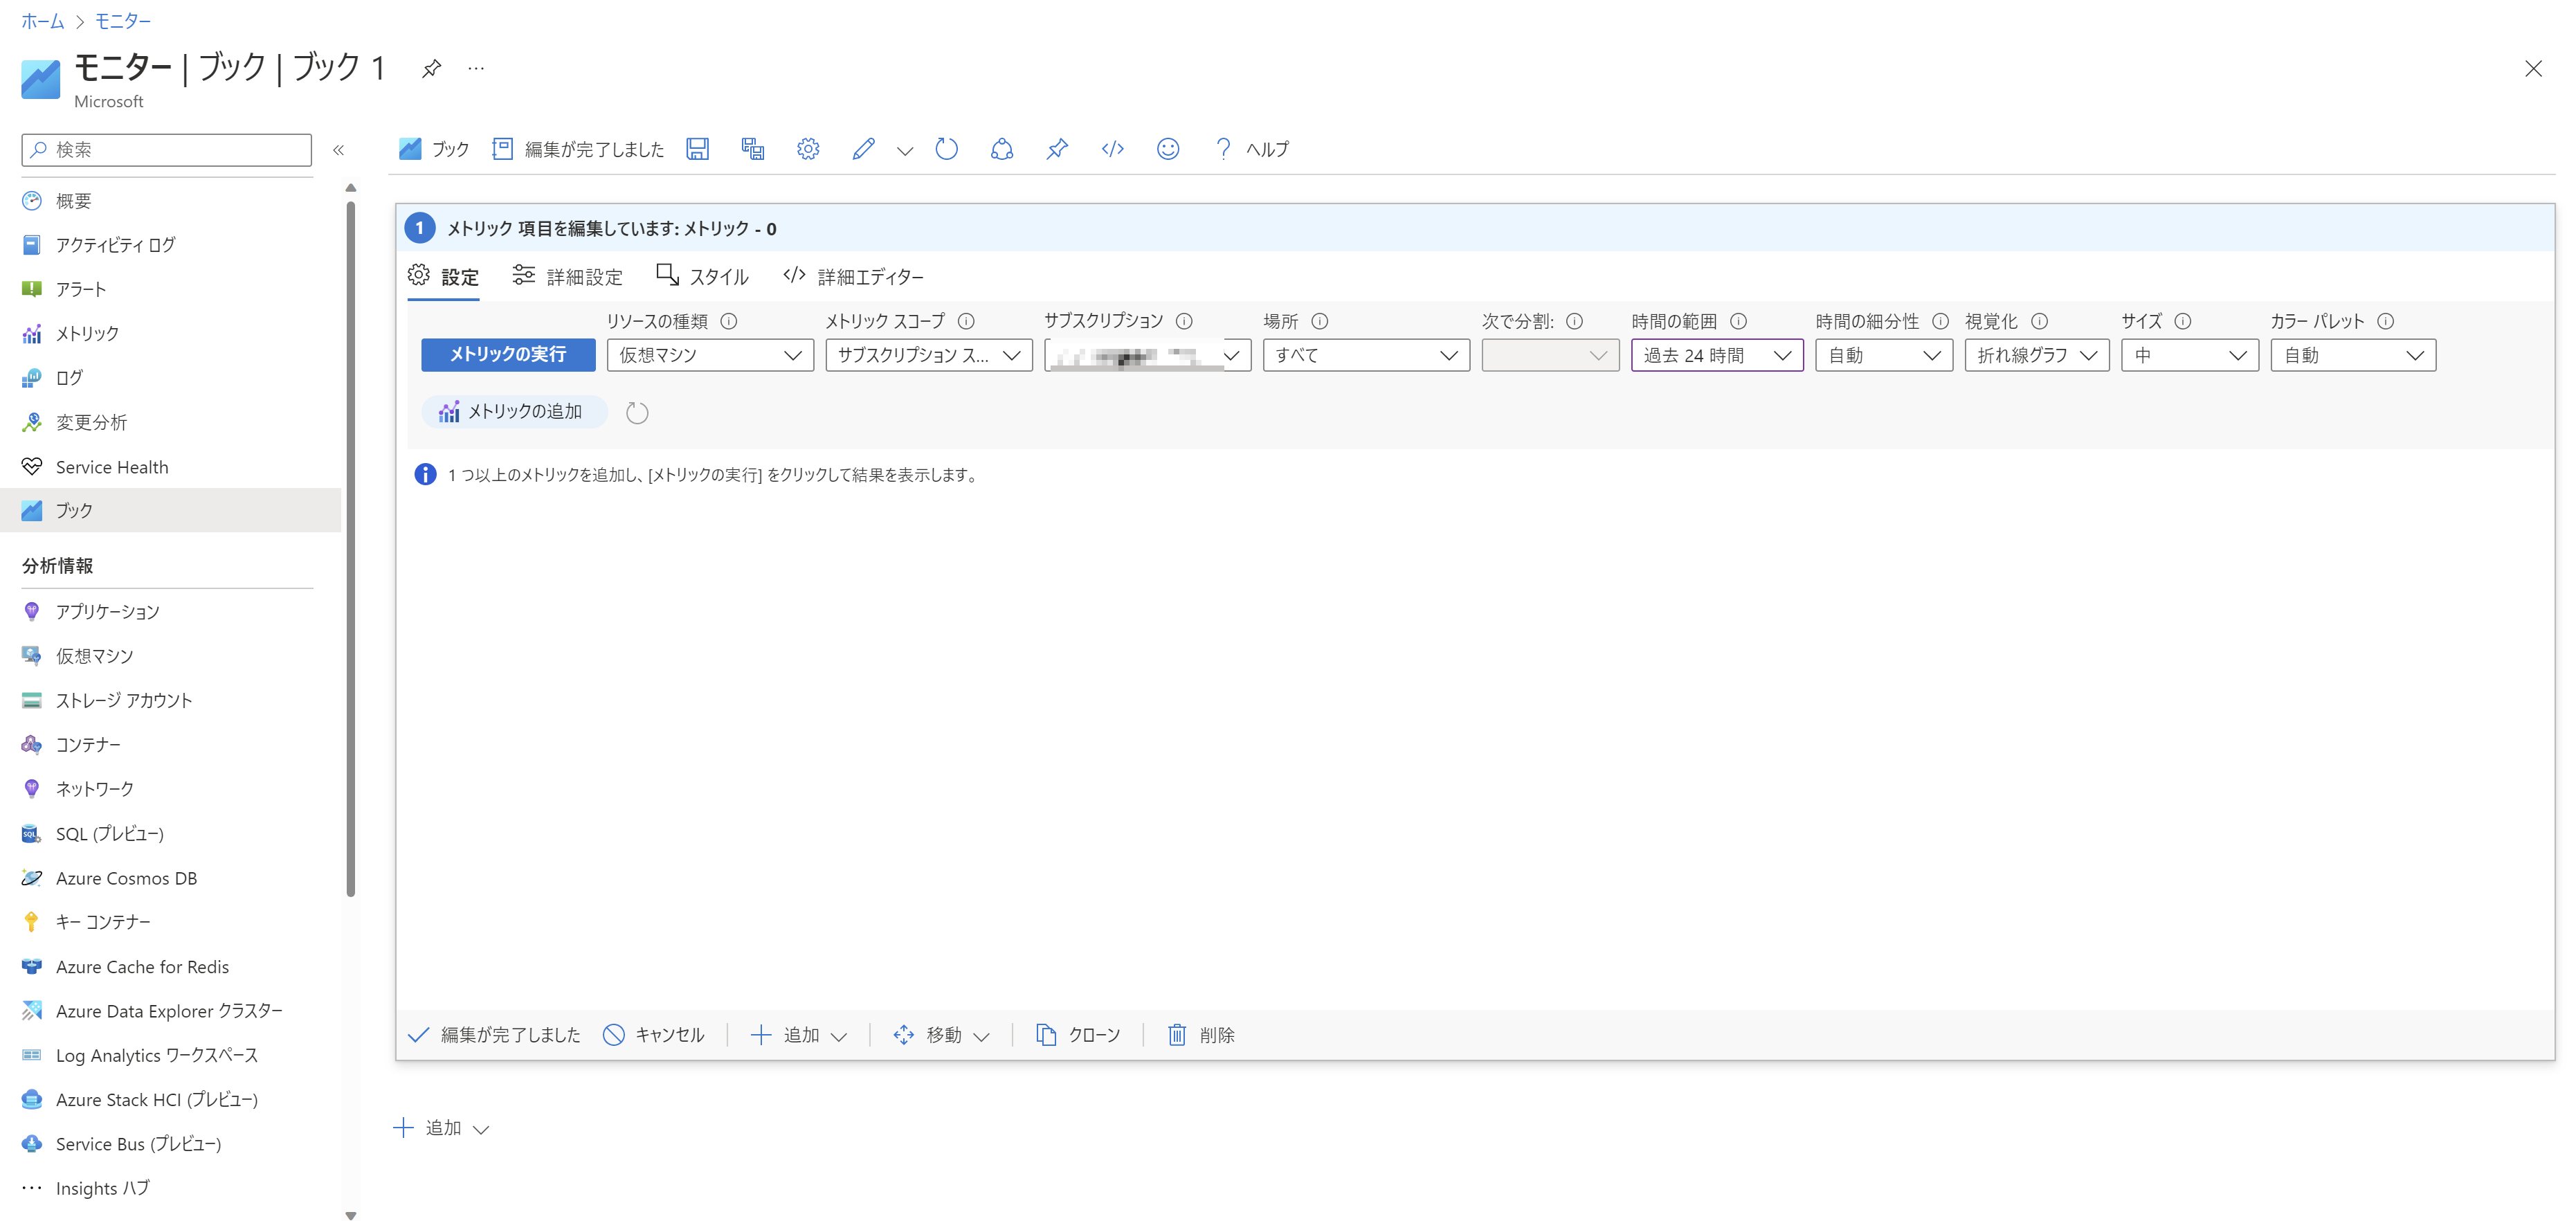 ホーム > モニター
モニター | ブック | ブック 1
Microsoft
検索
概要
アクティビティ ログ
アラート
メトリック
ログ
変更分析
Service Health
ブック
分析情報
アプリケーション
仮想マシン
ストレージ アカウント
コンテナー
ネットワーク
SQL (プレビュー)
Azure Cosmos DB
キー コンテナー
Azure Cache for Redis
Azure Data Explorer クラスター
Log Analytics ワークスペース
Azure Stack HCI (プレビュー)
Service Bus (プレビュー)
Insights ハブ
ブック 編集が完了しました ヘルプ
1 メトリック 項目を編集しています: メトリック - 0
設定 詳細設定 スタイル 詳細エディター
リソースの種類 メトリック スコープ サブスクリプション 場所 次で分割: 時間の範囲 時間の細分性 視覚化 サイズ カラー パレット
メトリックの実行 仮想マシン サブスクリプション ス... すべて 過去 24 時間 自動 折れ線グラフ 中 自動
メトリックの追加
1 つ以上のメトリックを追加し、[メトリックの実行] をクリックして結果を表示します。
編集が完了しました キャンセル 追加 移動 クローン 削除
追加